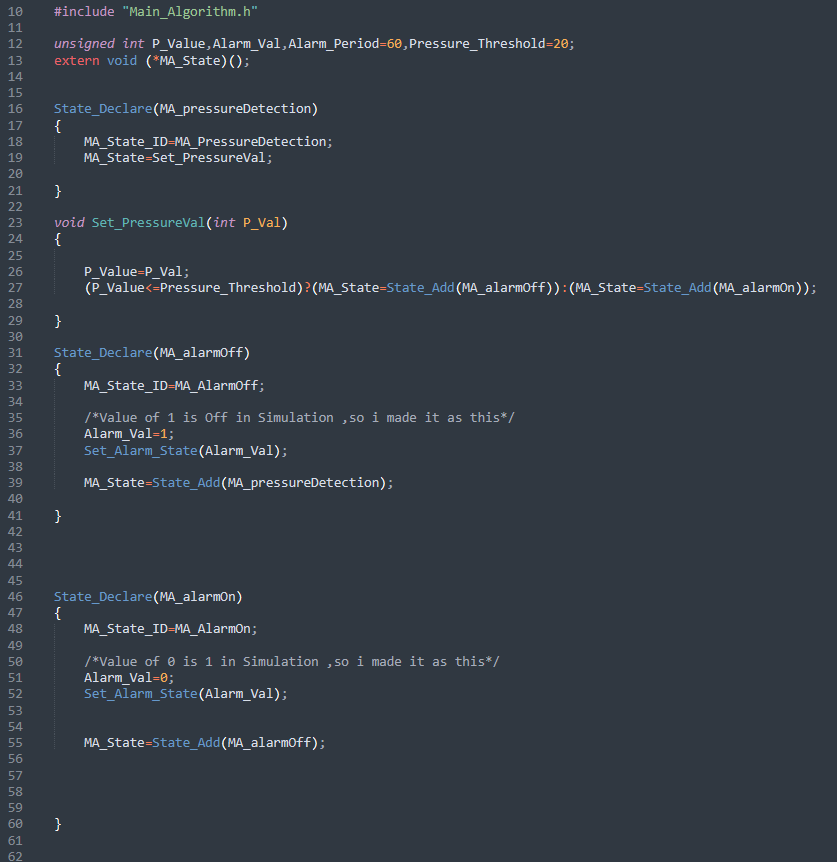 10 #include "Main_Algorithm.h"
11
12 unsigned int P_Value,Alarm_Val,Alarm_Period=60,Pressure_Threshold=20;
13 extern void (*MA_State)();
14
15
16 State_Declare(MA_pressureDetection)
17 {
18     MA_State_ID=MA_PressureDetection;
19     MA_State=Set_PressureVal;
20
21 }
22
23 void Set_PressureVal(int P_Val)
24 {
25
26     P_Value=P_Val;
27     (P_Value<=Pressure_Threshold)?(MA_State=State_Add(MA_alarmOff)):(MA_State=State_Add(MA_alarmOn));
28
29 }
30
31 State_Declare(MA_alarmOff)
32 {
33     MA_State_ID=MA_AlarmOff;
34
35     /*Value of 1 is Off in Simulation ,so i made it as this*/
36     Alarm_Val=1;
37     Set_Alarm_State(Alarm_Val);
38
39     MA_State=State_Add(MA_pressureDetection);
40
41 }
42
43
44
45
46 State_Declare(MA_alarmOn)
47 {
48     MA_State_ID=MA_AlarmOn;
49
50     /*Value of 0 is 1 in Simulation ,so i made it as this*/
51     Alarm_Val=0;
52     Set_Alarm_State(Alarm_Val);
53
54
55     MA_State=State_Add(MA_alarmOff);
56
57
58
59
60 }
61
62